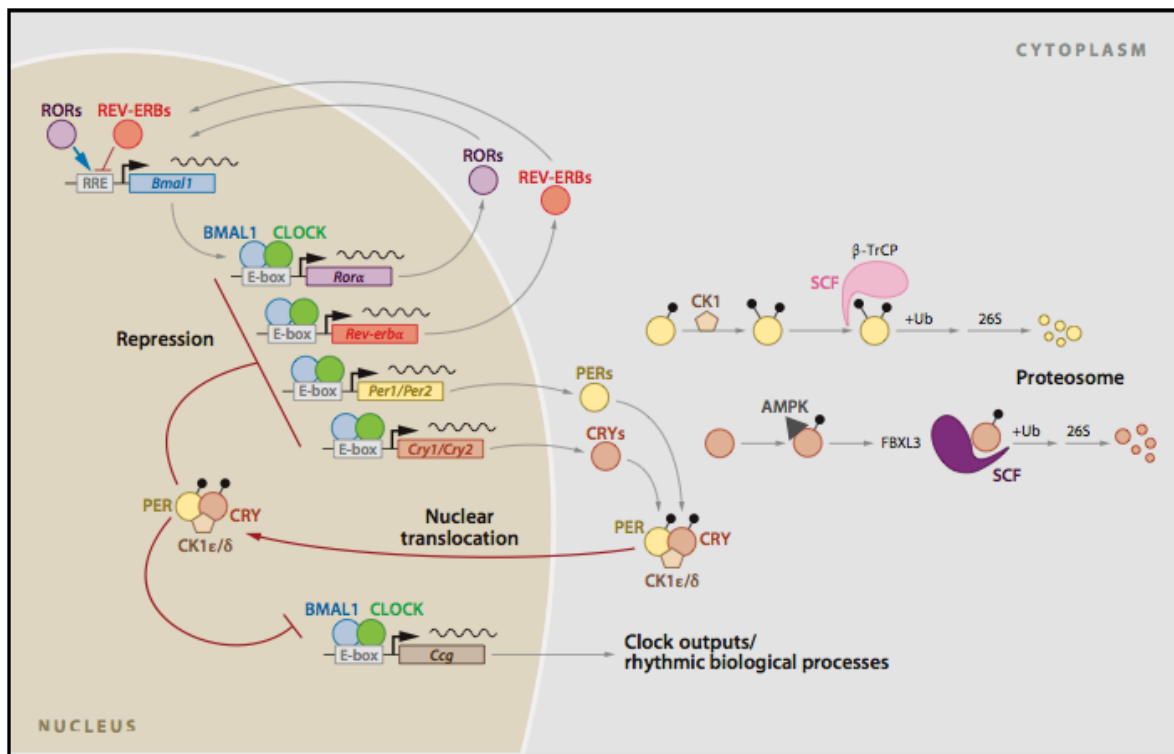 CYTOPLASM
RORs REV-ERBs
RRE Bmal1
RORs
REV-ERBs
BMAL1 CLOCK
E-box Rorα
E-box Rev-erbα
Repression
E-box Per1/Per2
E-box Cry1/Cry2
PERs
CRYs
β-TrCP
SCF
CK1
+Ub 26S
Proteosome
AMPK
FBXL3
+Ub 26S
SCF
PER
CRY
CK1ε/δ
Nuclear
translocation
PER
CRY
CK1ε/δ
BMAL1 CLOCK
E-box Ccg
Clock outputs/
rhythmic biological processes
NUCLEUS